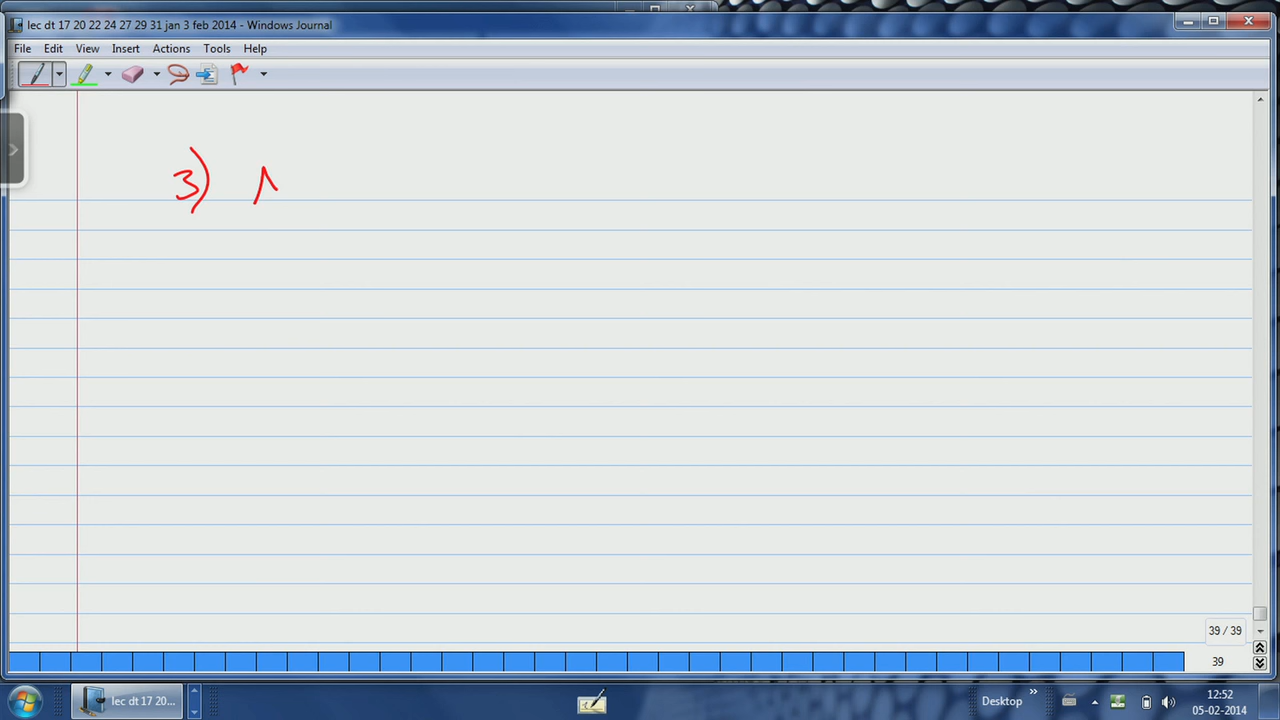 lec dt 17 20 22 24 27 29 31 jan 3 feb 2014 - Windows Journal
File Edit View Insert Actions Tools Help
3)
39 / 39
39
lec dt 17 20...
Desktop
12:52
05-02-2014